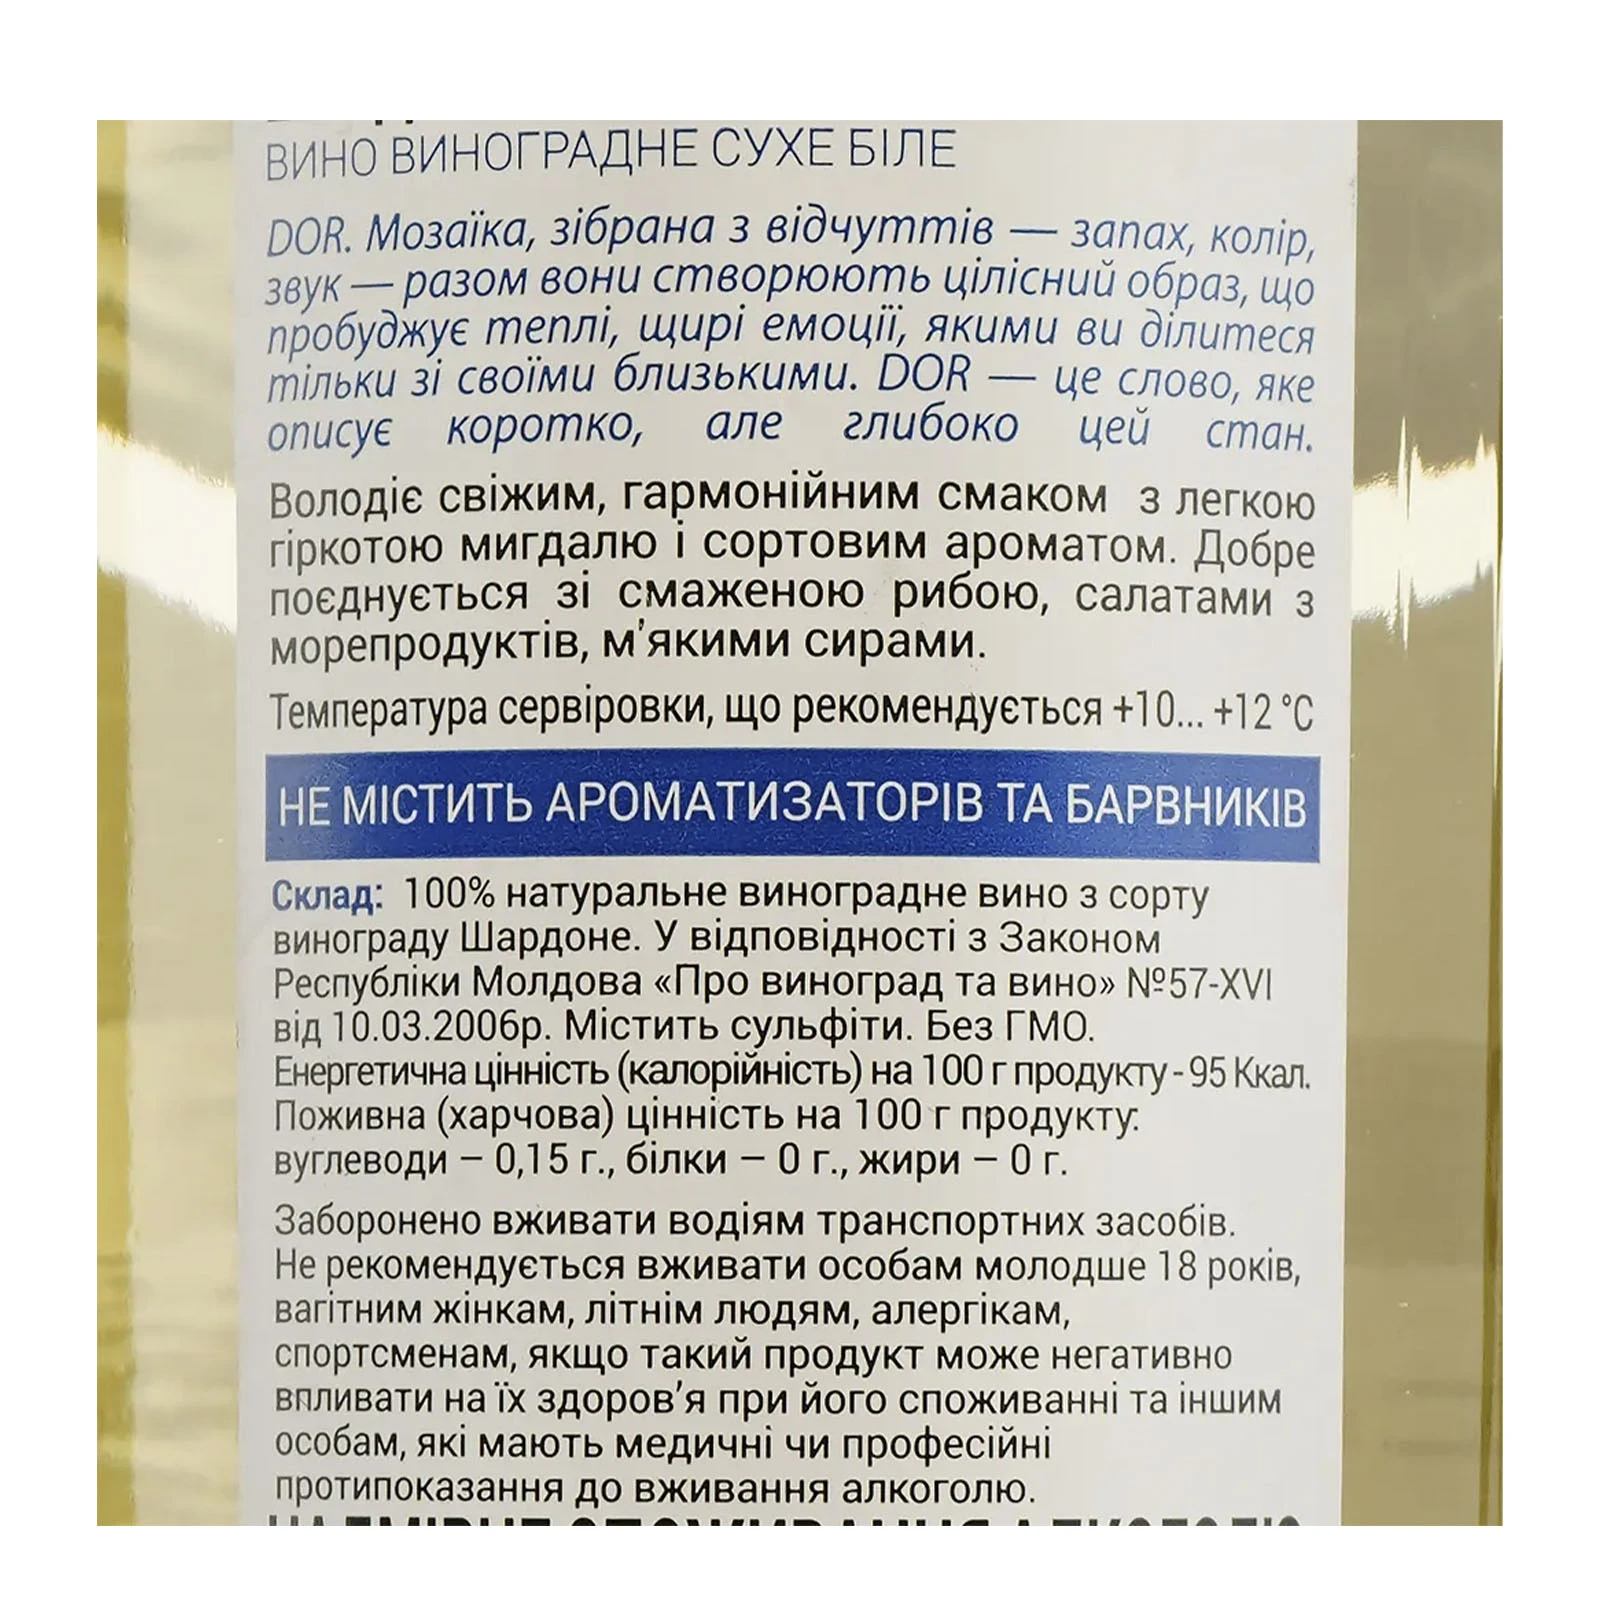 ВИНО ВИНОГРАДНЕ СУХЕ БІЛЕ
DOR. Мозаїка, зібрана з відчуттів — запах, колір,
звук — разом вони створюють цілісний образ, що
пробуджує теплі, щирі емоції, якими ви ділитеся
тільки зі своїми близькими. DOR — це слово, яке
описує коротко, але глибоко цей стан.
Володіє свіжим, гармонійним смаком з легкою
гіркотою мигдалю і сортовим ароматом. Добре
поєднується зі смаженою рибою, салатами з
морепродуктів, м'якими сирами.
Температура сервіровки, що рекомендується +10... +12 °C
НЕ МІСТИТЬ АРОМАТИЗАТОРІВ ТА БАРВНИКІВ
Склад: 100% натуральне виноградне вино з сорту
винограду Шардоне. У відповідності з Законом
Республіки Молдова «Про виноград та вино» №57-XVI
від 10.03.2006р. Містить сульфіти. Без ГМО.
Енергетична цінність (калорійність) на 100 г продукту - 95 Ккал.
Поживна (харчова) цінність на 100 г продукту:
вуглеводи – 0,15 г., білки – 0 г., жири – 0 г.
Заборонено вживати водіям транспортних засобів.
Не рекомендується вживати особам молодше 18 років,
вагітним жінкам, літнім людям, алергікам,
спортсменам, якщо такий продукт може негативно
впливати на їх здоров’я при його споживанні та іншим
особам, які мають медичні чи професійні
протипоказання до вживання алкоголю.